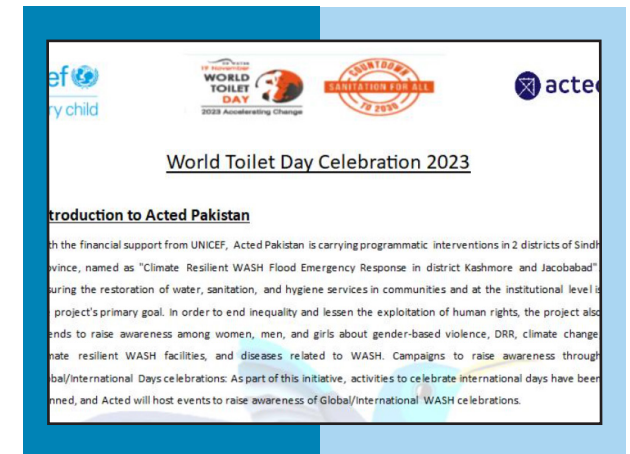 ef
ry child
19 November
WORLD
TOILET
DAY
2023 Accelerating Change
COUNTDOWN
SANITATION FOR ALL
TO 2030
acte
World Toilet Day Celebration 2023
troduction to Acted Pakistan
th the financial support from UNICEF, Acted Pakistan is carrying programmatic interventions in 2 districts of Sindh
ovince, named as "Climate Resilient WASH Flood Emergency Response in district Kashmore and Jacobabad".
suring the restoration of water, sanitation, and hygiene services in communities and at the institutional level is
project's primary goal. In order to end inequality and lessen the exploitation of human rights, the project also
ends to raise awareness among women, men, and girls about gender-based violence, DRR, climate change,
mate resilient WASH facilities, and diseases related to WASH. Campaigns to raise awareness through
bal/International Days celebrations: As part of this initiative, activities to celebrate international days have been
nned, and Acted will host events to raise awareness of Global/International WASH celebrations.